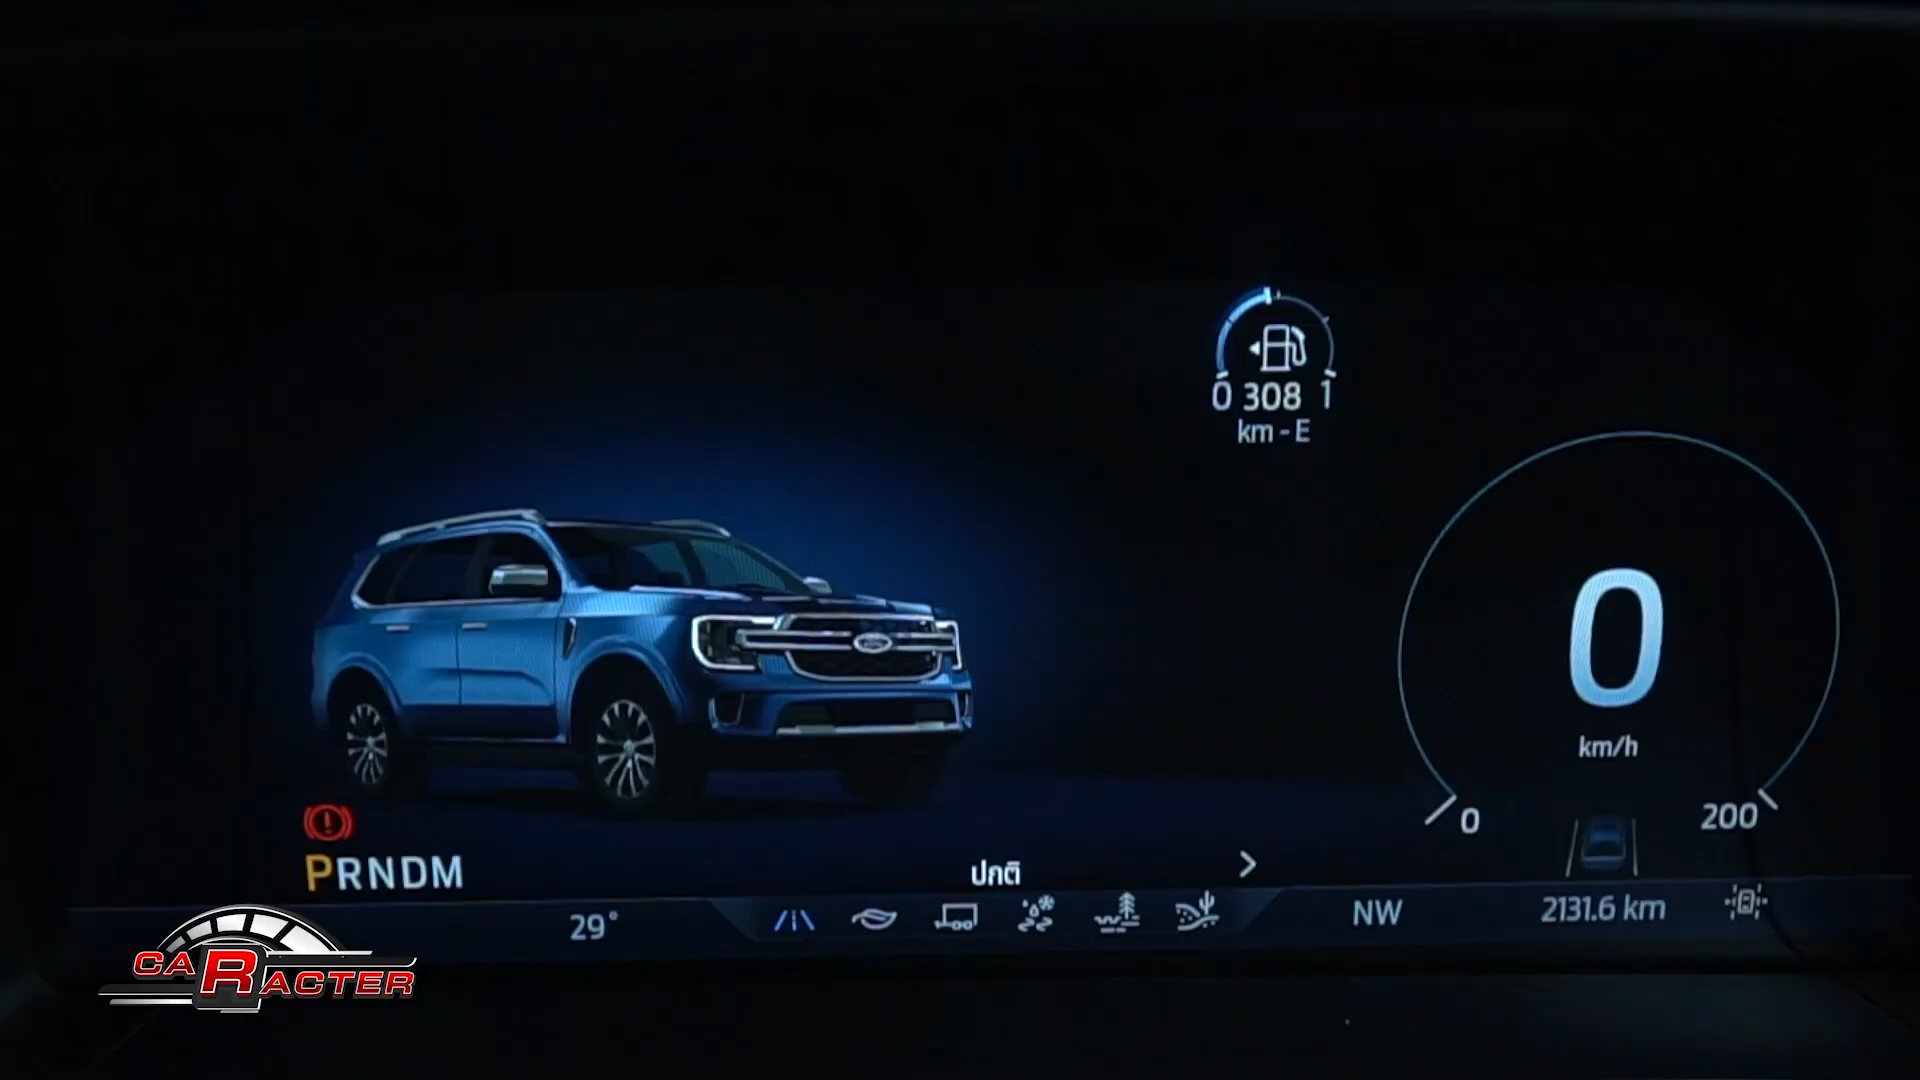 0 308 1
km - E
0
km/h
0
200
PRNDM
ปกติ
29°
NW
2131.6 km
CARACTER